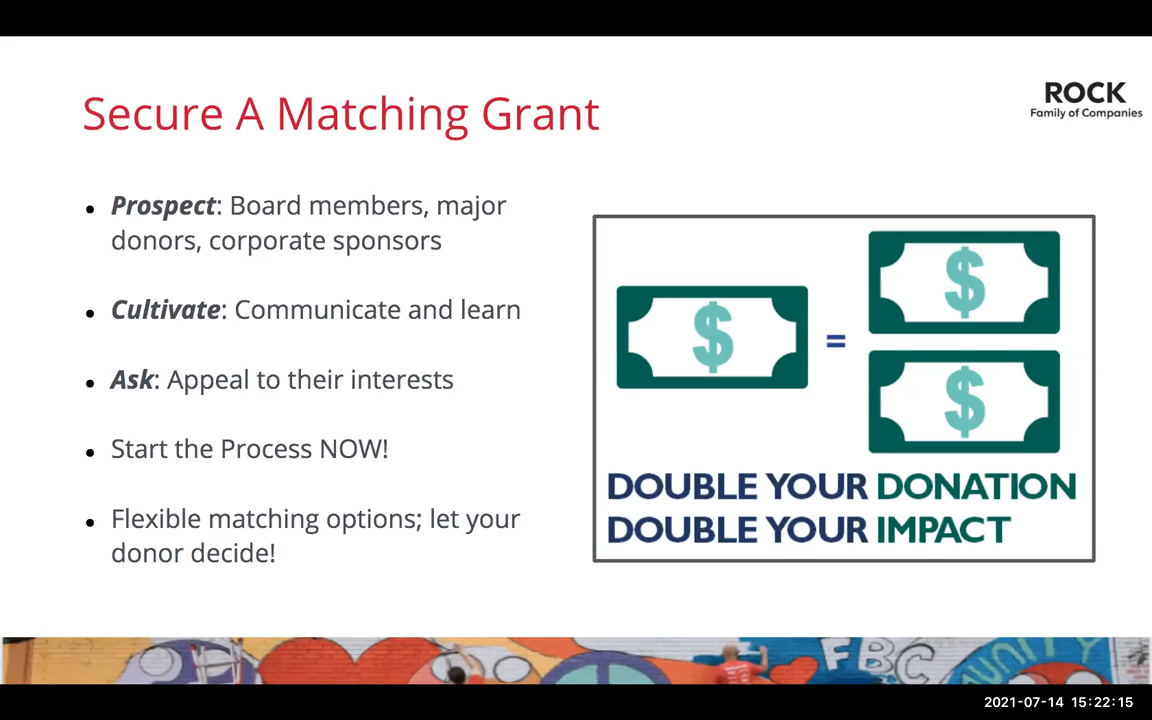 Secure A Matching Grant
ROCK
Family of Companies
• Prospect: Board members, major
donors, corporate sponsors
• Cultivate: Communicate and learn
• Ask: Appeal to their interests
• Start the Process NOW!
• Flexible matching options; let your
donor decide!
$
=
$
$
DOUBLE YOUR DONATION
DOUBLE YOUR IMPACT
FBC
UNITY
2021-07-14 15:22:15